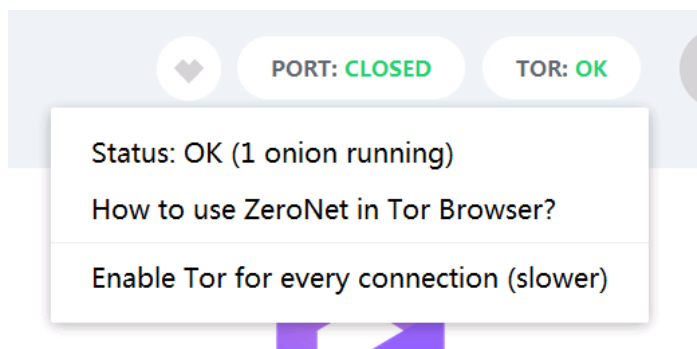 PORT: CLOSED TOR: OK
Status: OK (1 onion running)
How to use ZeroNet in Tor Browser?
Enable Tor for every connection (slower)